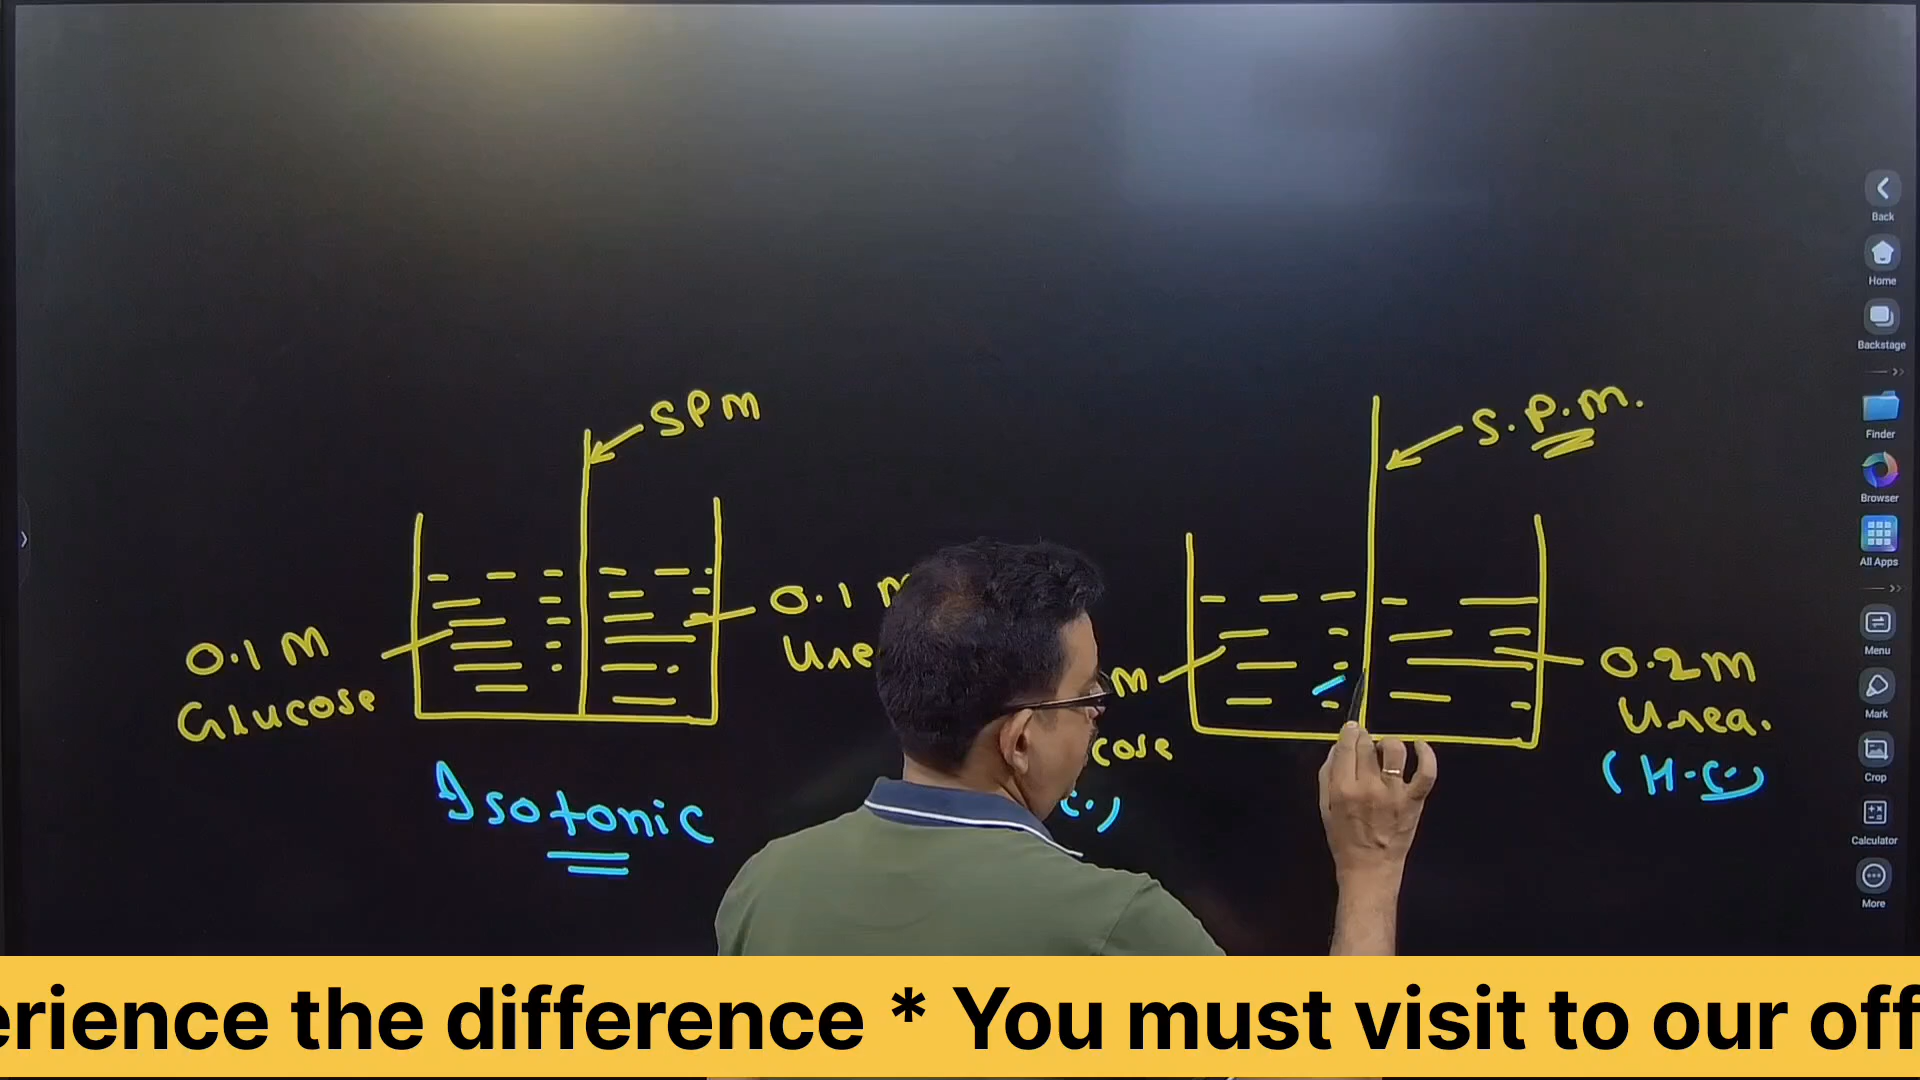 SPM
0.1 M
Glucose
0.1
Isotonic
S.P.M.
M
cose
0.2M
Urea.
(H.C.)
Back
Home
Backstage
Finder
Browser
All Apps
Menu
Mark
Crop
Calculator
More
erience the difference * You must visit to our off